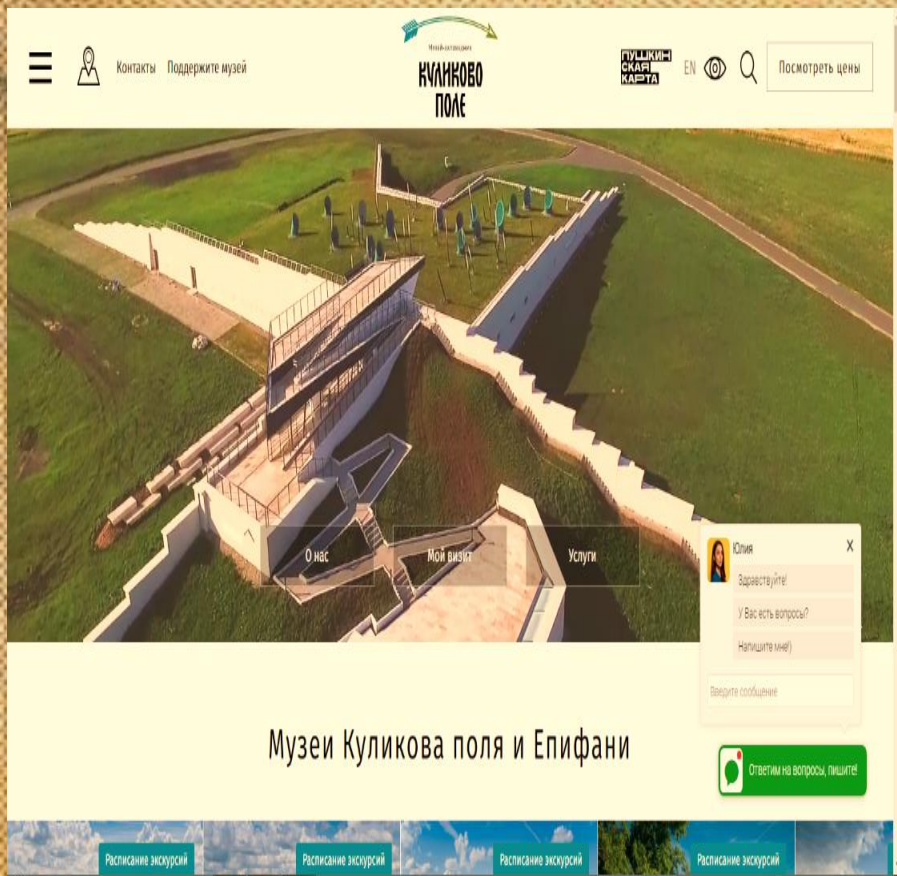 Контакты
Поддержите музей
Музей-заповедник
КУЛИКОВО
ПОЛЕ
ПУШКИН
СКАЯ
КАРТА
EN
Посмотреть цены
О нас
Мой визит
Услуги
Юлия
X
Здравствуйте!
У Вас есть вопросы?
Напишите мне!)
Введите сообщение
Ответим на вопросы, пишите!
Музеи Куликова поля и Епифани
Расписание экскурсий
Расписание экскурсий
Расписание экскурсий
Расписание экскурсий